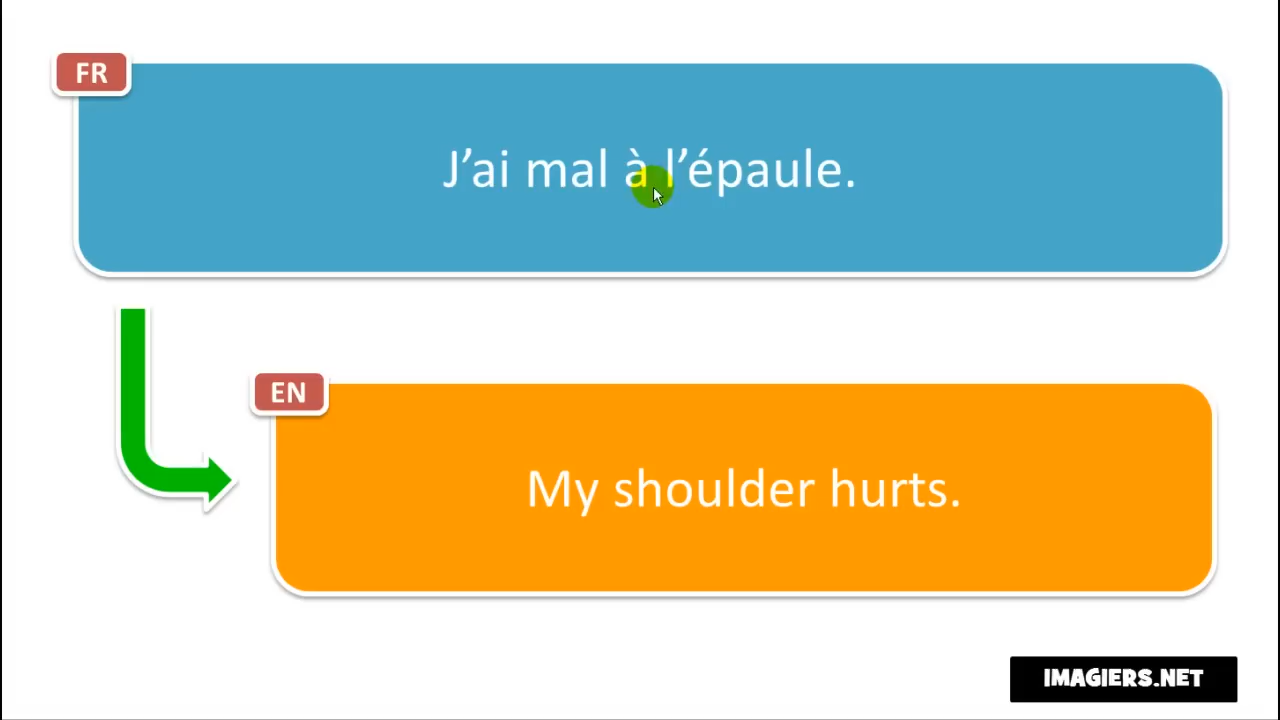 FR
J’ai mal à l’épaule.
EN
My shoulder hurts.
IMAGIERS.NET